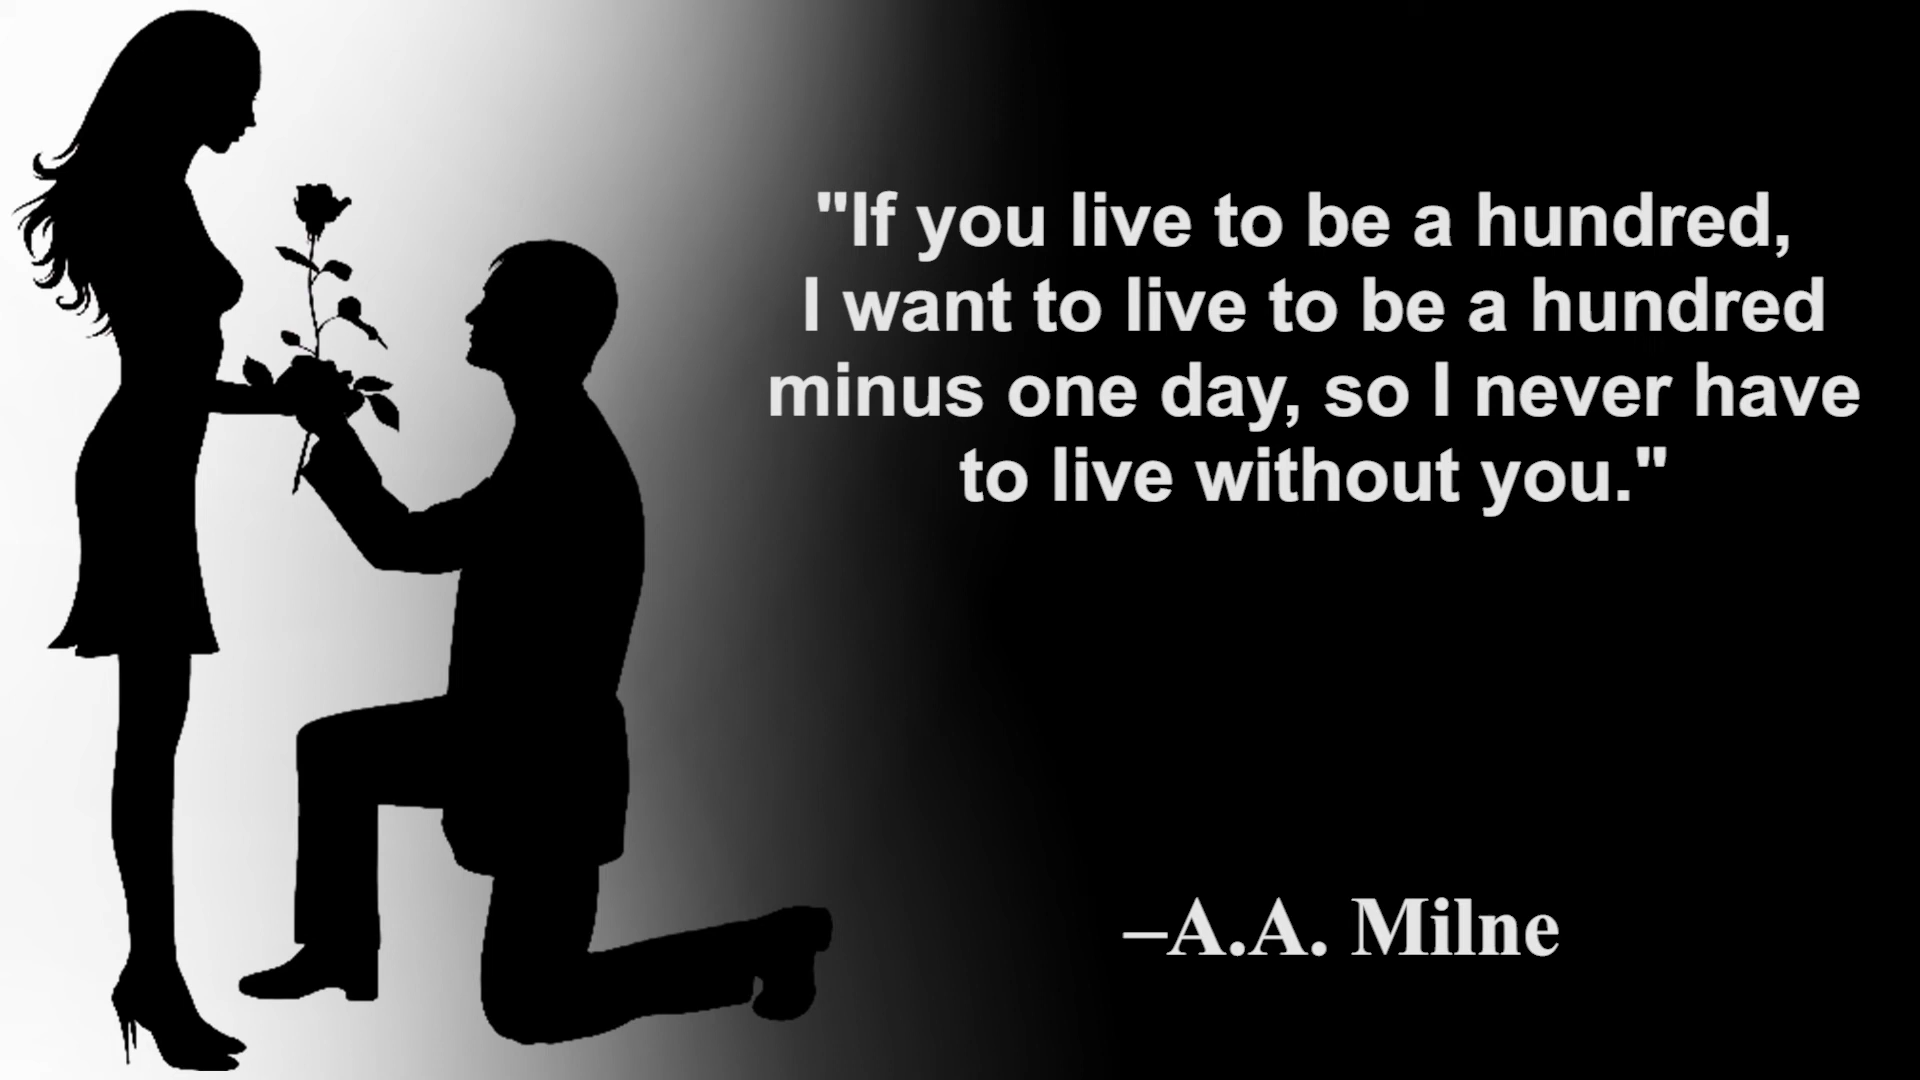 "If you live to be a hundred,
I want to live to be a hundred
minus one day, so I never have
to live without you."
–A.A. Milne